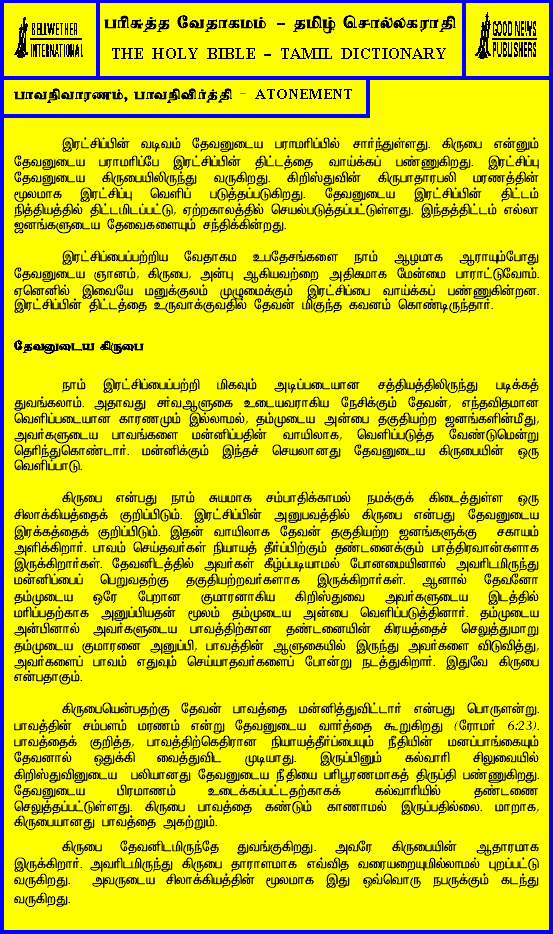 BELLWETHER
INTERNATIONAL
பரிசுத்த வேதாகமம் - தமிழ் சொல்லகராதி
THE HOLY BIBLE - TAMIL DICTIONARY
GOOD NEWS
PUBLISHERS
பாவநிவாரணம், பாவநிவிர்த்தி - ATONEMENT
இரட்சிப்பின் வடிவம் தேவனுடைய பராமரிப்பில் சார்ந்துள்ளது. கிருபை என்னும்
தேவனுடைய பராமரிப்பே இரட்சிப்பின் திட்டத்தை வாய்க்கப் பண்ணுகிறது. இரட்சிப்பு
தேவனுடைய கிருபையிலிருந்து வருகிறது. கிறிஸ்துவின் கிருபாதாரபலி மரணத்தின்
மூலமாக இரட்சிப்பு வெளிப் படுத்தப்படுகிறது. தேவனுடைய இரட்சிப்பின் திட்டம்
நித்தியத்தில் திட்டமிடப்பட்டு, ஏற்றகாலத்தில் செயல்படுத்தப்பட்டுள்ளது. இந்தத்திட்டம் எல்லா
ஜனங்களுடைய தேவைகளையும் சந்திக்கின்றது.
இரட்சிப்பைப்பற்றிய வேதாகம உபதேசங்களை நாம் ஆழமாக ஆராயும்போது
தேவனுடைய ஞானம், கிருபை, அன்பு ஆகியவற்றை அதிகமாக மேன்மை பாராட்டுவோம்.
ஏனெனில் இவையே மனுக்குலம் முழுமைக்கும் இரட்சிப்பை வாய்க்கப் பண்ணுகின்றன.
இரட்சிப்பின் திட்டத்தை உருவாக்குவதில் தேவன் மிகுந்த கவனம் கொண்டிருந்தார்.
தேவனுடைய கிருபை
நாம் இரட்சிப்பைப்பற்றி மிகவும் அடிப்படையான சத்தியத்திலிருந்து படிக்கத்
துவங்கலாம். அதாவது சர்வஆளுகை உடையவராகிய நேசிக்கும் தேவன், எந்தவிதமான
வெளிப்படையான காரணமும் இல்லாமல், தம்முடைய அன்பை தகுதியற்ற ஜனங்களின்மீது,
அவர்களுடைய பாவங்களை மன்னிப்பதின் வாயிலாக, வெளிப்படுத்த வேண்டுமென்று
தெரிந்துகொண்டார். மன்னிக்கும் இந்தச் செயலானது தேவனுடைய கிருபையின் ஒரு
வெளிப்பாடு.
கிருபை என்பது நாம் சுயமாக சம்பாதிக்காமல் நமக்குக் கிடைத்துள்ள ஒரு
சிலாக்கியத்தைக் குறிப்பிடும். இரட்சிப்பின் அனுபவத்தில் கிருபை என்பது தேவனுடைய
இரக்கத்தைக் குறிப்பிடும். இதன் வாயிலாக தேவன் தகுதியற்ற ஜனங்களுக்கு சகாயம்
அளிக்கிறார். பாவம் செய்தவர்கள் நியாயத் தீர்ப்பிற்கும் தண்டனைக்கும் பாத்திரவான்களாக
இருக்கிறார்கள். தேவனிடத்தில் அவர்கள் கீழ்ப்படியாமல் போனமையினால் அவரிடமிருந்து
மன்னிப்பைப் பெறுவதற்கு தகுதியற்றவர்களாக இருக்கிறார்கள். ஆனால் தேவனோ
தம்முடைய ஒரே பேறான குமாரனாகிய கிறிஸ்துவை அவர்களுடைய இடத்தில்
மரிப்பதற்காக அனுப்பியதன் மூலம் தம்முடைய அன்பை வெளிப்படுத்தினார். தம்முடைய
அன்பினால் அவர்களுடைய பாவத்திற்கான தண்டனையின் கிரயத்தைச் செலுத்துமாறு
தம்முடைய குமாரனை அனுப்பி, பாவத்தின் ஆளுகையில் இருந்து அவர்களை விடுவித்து,
அவர்களைப் பாவம் எதுவும் செய்யாதவர்களைப் போன்று நடத்துகிறார். இதுவே கிருபை
என்பதாகும்.
கிருபையென்பதற்கு தேவன் பாவத்தை மன்னித்துவிட்டார் என்பது பொருளன்று.
பாவத்தின் சம்பளம் மரணம் என்று தேவனுடைய வார்த்தை கூறுகிறது (ரோமர் 6:23).
பாவத்தைக் குறித்த, பாவத்திற்கெதிரான நியாயத்தீர்ப்பையும் நீதியின் மனப்பாங்கையும்
தேவனால் ஒதுக்கி வைத்துவிட முடியாது. இருப்பினும் கல்வாரி சிலுவையில்
கிறிஸ்துவினுடைய பலியானது தேவனுடைய நீதியை பரிபூரணமாகத் திருப்தி பண்ணுகிறது.
தேவனுடைய பிரமாணம் உடைக்கப்பட்டதற்காகக் கல்வாரியில் தண்டணை
செலுத்தப்பட்டுள்ளது. கிருபை பாவத்தை கண்டும் காணாமல் இருப்பதில்லை. மாறாக,
கிருபையானது பாவத்தை அகற்றும்.
கிருபை தேவனிடமிருந்தே துவங்குகிறது. அவரே கிருபையின் ஆதாரமாக
இருக்கிறார். அவரிடமிருந்து கிருபை தாராளமாக எவ்வித வரையறையுமில்லாமல் புறப்பட்டு
வருகிறது. அவருடைய சிலாக்கியத்தின் மூலமாக இது ஒவ்வொரு நபருக்கும் கடந்து
வருகிறது.